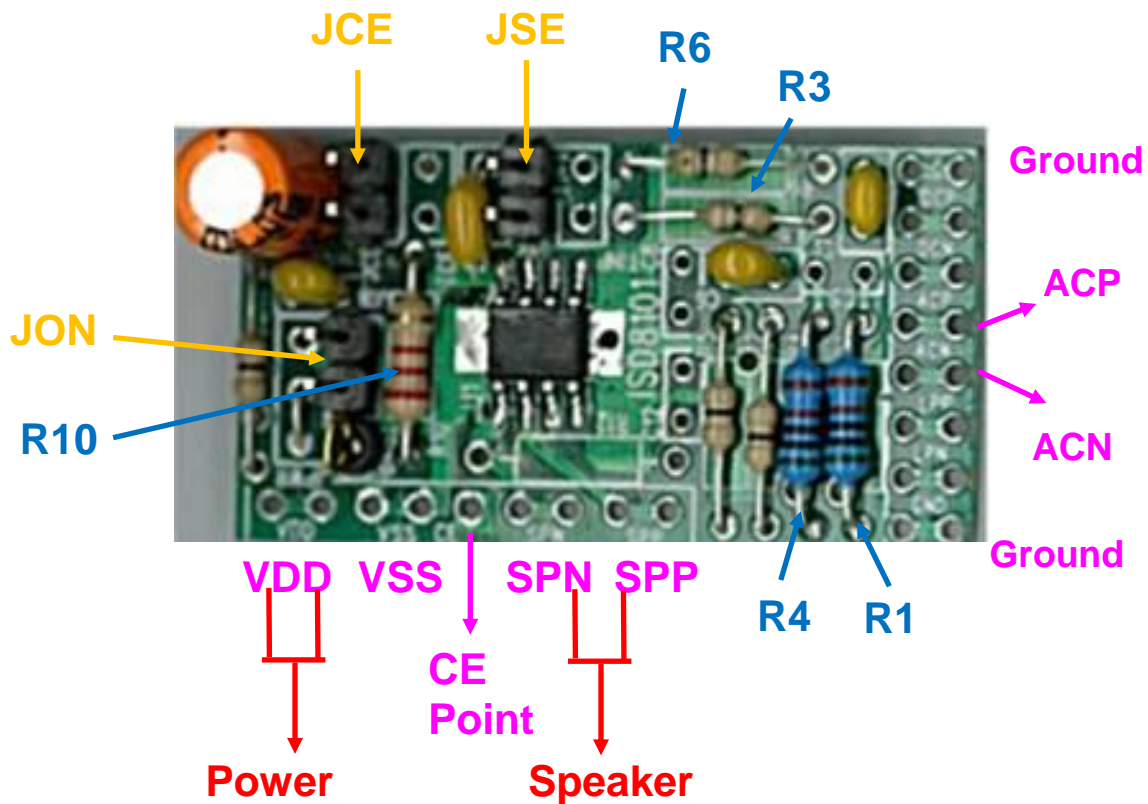 JCE
JSE
R6
R3
Ground
ACP
JON
R10
ACN
ISD8101
Ground
VDD VSS SPN SPP
R4
R1
CE
Point
Power
Speaker